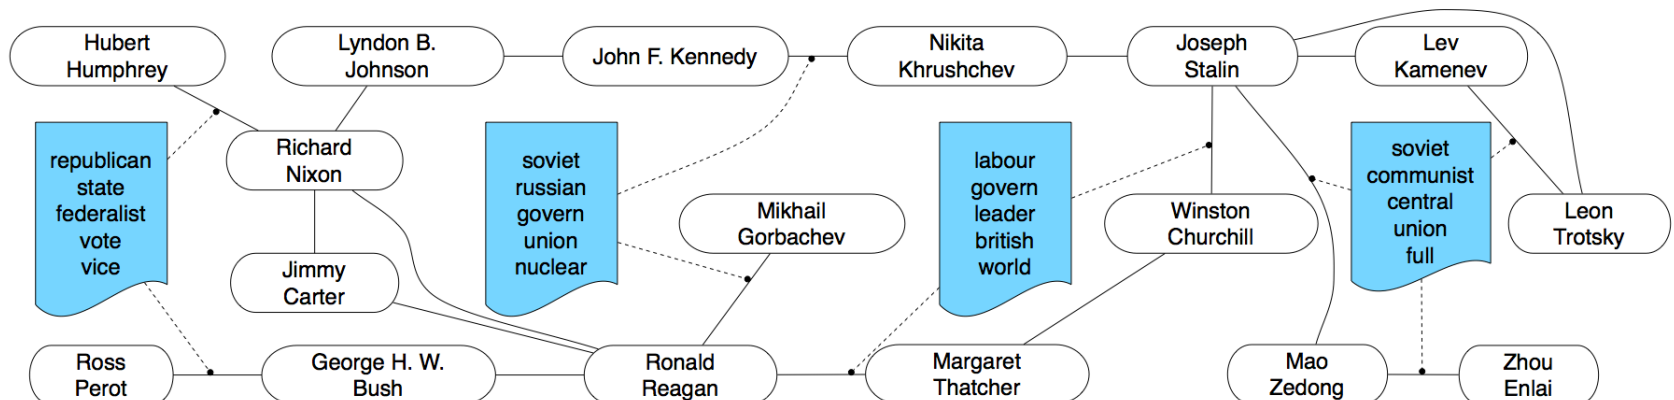 Hubert
Humphrey
Lyndon B.
Johnson
John F. Kennedy
Nikita
Khrushchev
Joseph
Stalin
Lev
Kamenev
republican
state
federalist
vote
vice
Richard
Nixon
soviet
russian
govern
union
nuclear
labour
govern
leader
british
world
soviet
communist
central
union
full
Mikhail
Gorbachev
Winston
Churchill
Leon
Trotsky
Jimmy
Carter
Ross
Perot
George H. W.
Bush
Ronald
Reagan
Margaret
Thatcher
Mao
Zedong
Zhou
Enlai